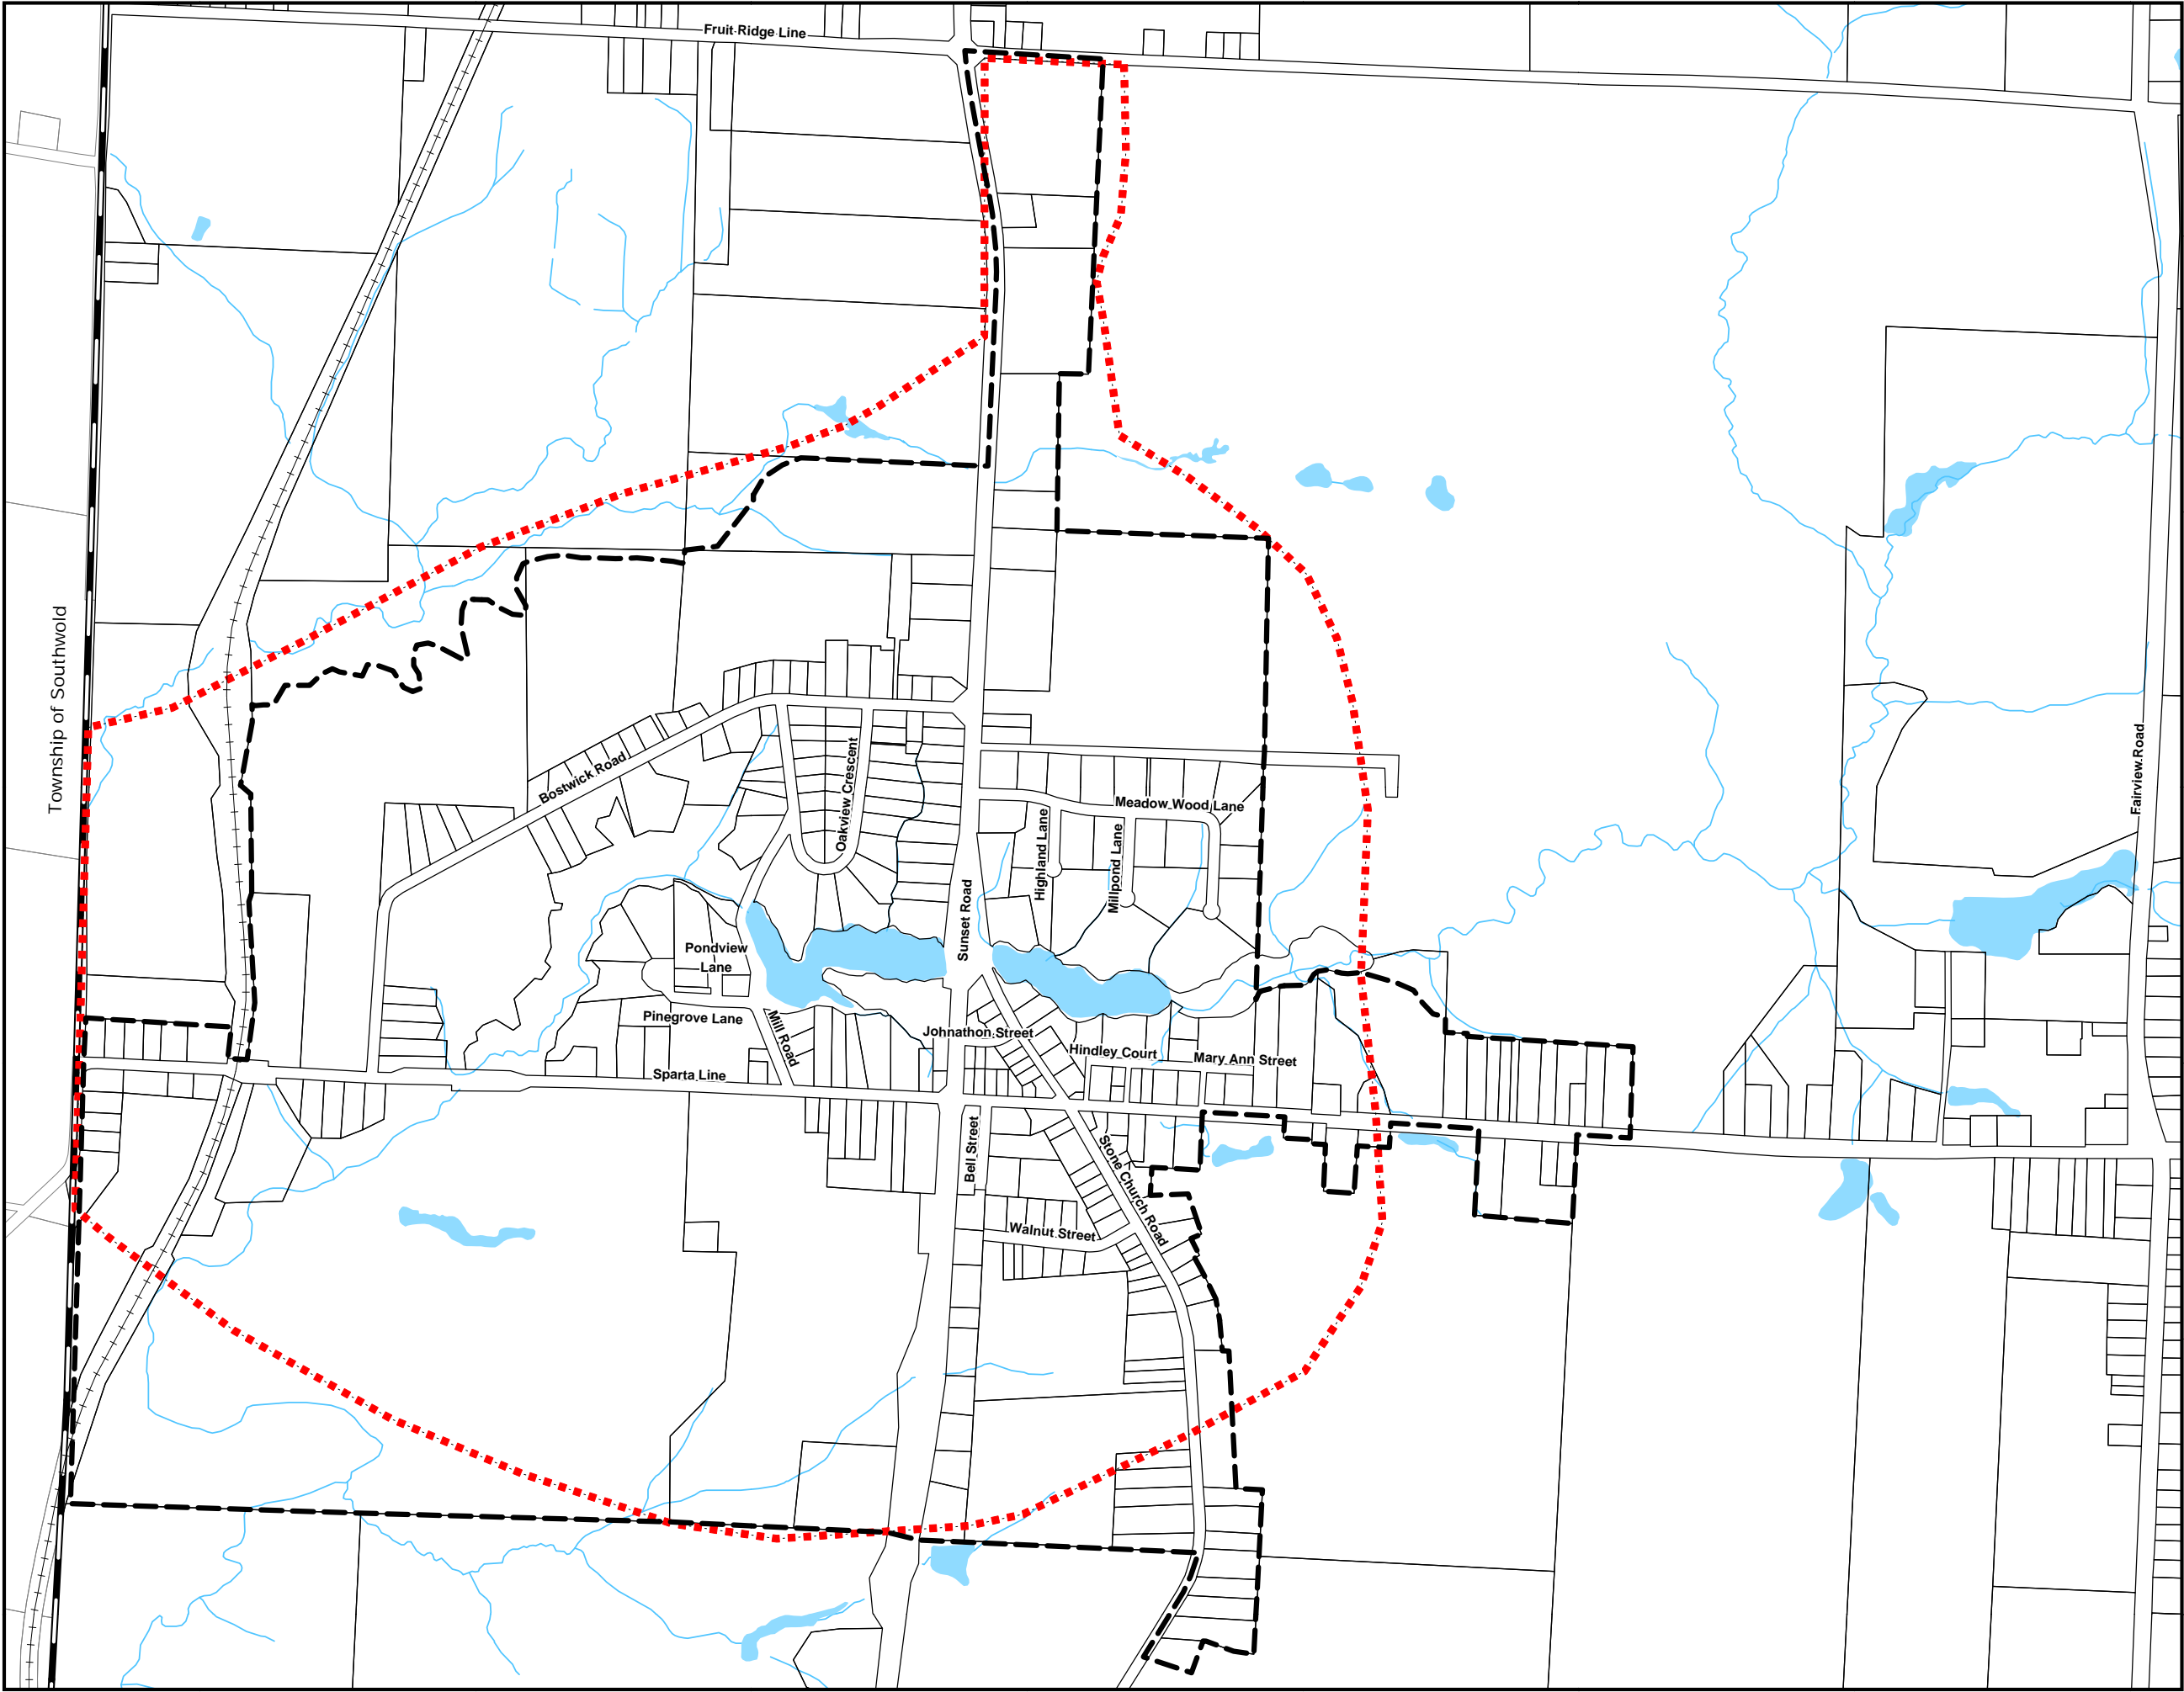 Fruit Ridge Line
Township of Southwold
Fairview Road
Bostwick Road
Oakview Crescent
Meadow Wood Lane
Highland Lane
Millpond Lane
Sunset Road
Pondview
Lane
Pinegrove Lane
Mill Road
Johnathon Street
Hindley Court
Mary Ann Street
Sparta Line
Bell Street
Stone Church Road
Walnut Street